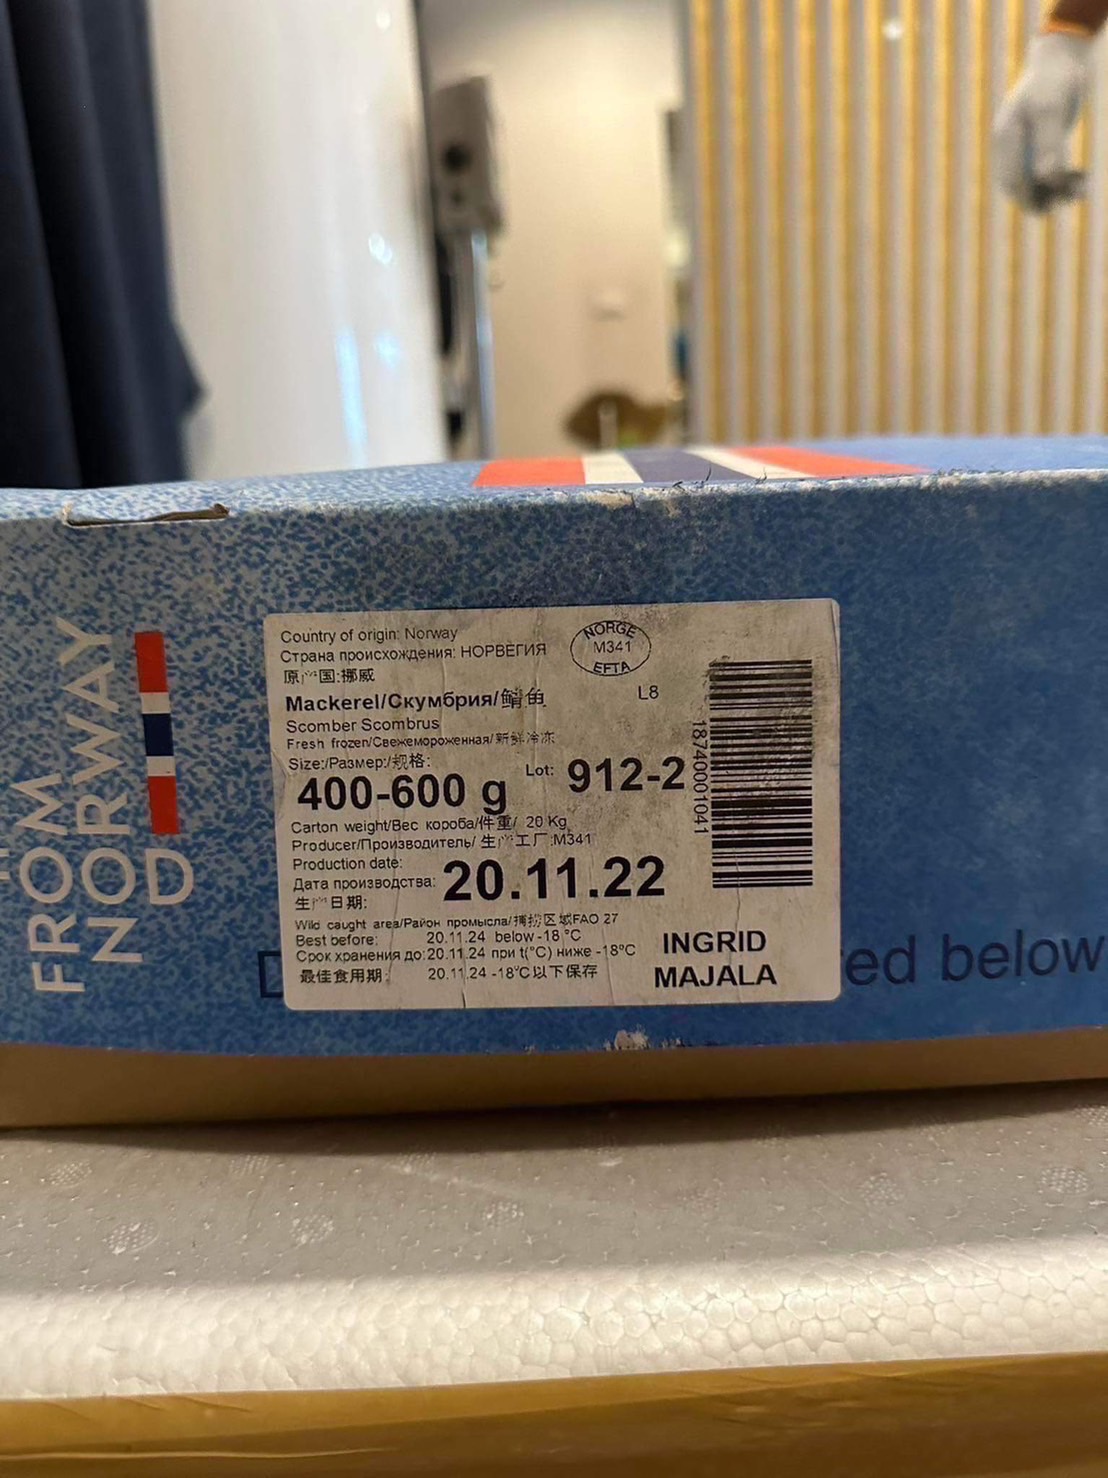 FROM
NORWAY
ND
Country of origin: Norway
Страна происхождения: НОРВЕГИЯ
原产国:挪威
NORGE
M341
EFTA
Mackerel/Скумбрия/鲭鱼
L8
Scomber Scombrus
Fresh frozen/Свежемороженная/新鲜冷冻
Size:/Размер:/规格:
400-600 g
Lot: 912-2
18740001041
Carton weight/Вес короба/件重/ 20 Kg
Producer/Производитель/ 生产工厂:M341
Production date:
Дата производства:
生产日期:
20.11.22
Wild caught area/Район промысла/捕捞区域FAO 27
Best before: 20.11.24 below -18 °C
Срок хранения до: 20.11.24 при t(°C) ниже -18ºC
最佳食用期: 20.11.24 -18°C以下保存
INGRID
MAJALA
below